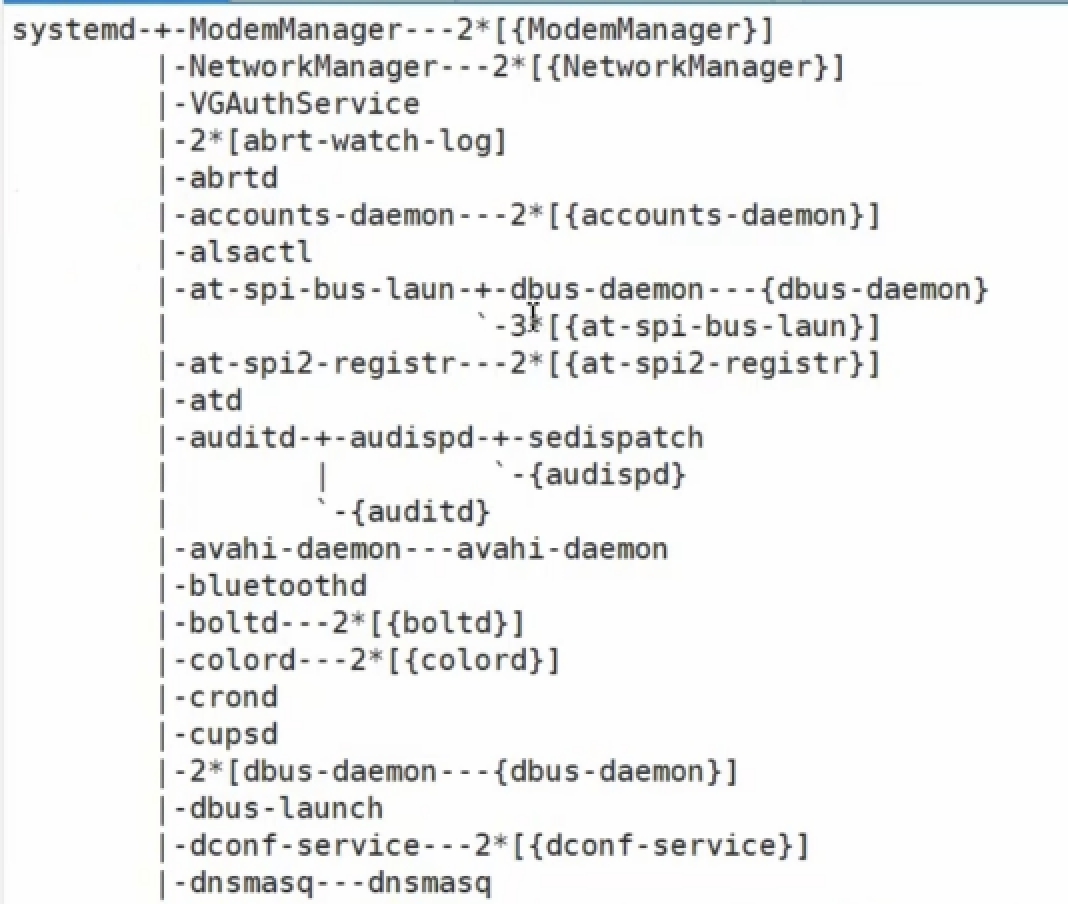 systemd-+-ModemManager---2*[{ModemManager}]
        |-NetworkManager---2*[{NetworkManager}]
        |-VGAuthService
        |-2*[abrt-watch-log]
        |-abrtd
        |-accounts-daemon---2*[{accounts-daemon}]
        |-alsactl
        |-at-spi-bus-laun-+-dbus-daemon---{dbus-daemon}
        |                 `-3*[{at-spi-bus-laun}]
        |-at-spi2-registr---2*[{at-spi2-registr}]
        |-atd
        |-auditd-+-audispd-+-sedispatch
        |        |         `-{audispd}
        |        `-{auditd}
        |-avahi-daemon---avahi-daemon
        |-bluetoothd
        |-boltd---2*[{boltd}]
        |-colord---2*[{colord}]
        |-crond
        |-cupsd
        |-2*[dbus-daemon---{dbus-daemon}]
        |-dbus-launch
        |-dconf-service---2*[{dconf-service}]
        |-dnsmasq---dnsmasq